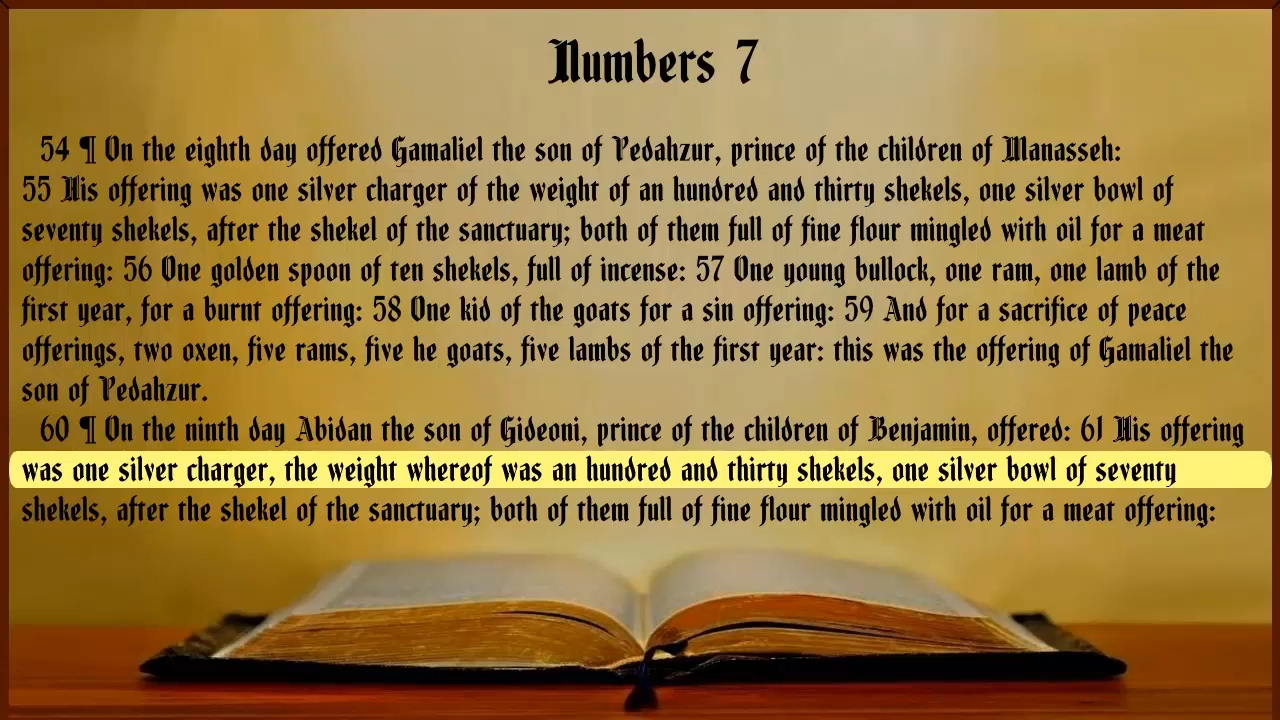 Numbers 7
54 ¶ On the eighth day offered Gamaliel the son of Pedahzur, prince of the children of Manasseh:
55 His offering was one silver charger of the weight of an hundred and thirty shekels, one silver bowl of
seventy shekels, after the shekel of the sanctuary; both of them full of fine flour mingled with oil for a meat
offering: 56 One golden spoon of ten shekels, full of incense: 57 One young bullock, one ram, one lamb of the
first year, for a burnt offering: 58 One kid of the goats for a sin offering: 59 And for a sacrifice of peace
offerings, two oxen, five rams, five he goats, five lambs of the first year: this was the offering of Gamaliel the
son of Pedahzur.
60 ¶ On the ninth day Abidan the son of Gideoni, prince of the children of Benjamin, offered: 61 His offering
was one silver charger, the weight whereof was an hundred and thirty shekels, one silver bowl of seventy
shekels, after the shekel of the sanctuary; both of them full of fine flour mingled with oil for a meat offering: